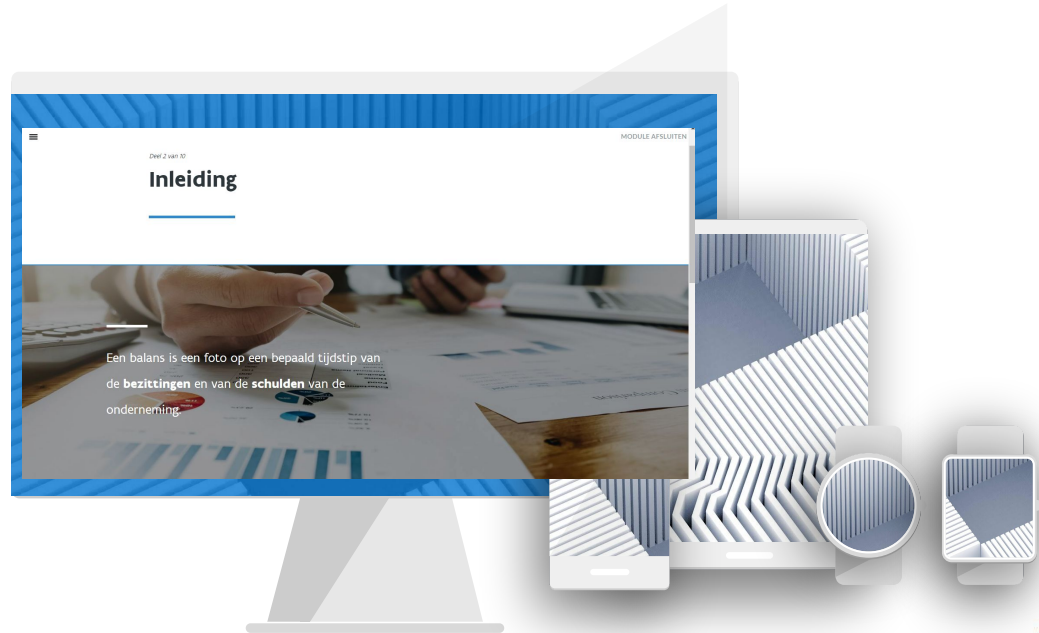 MODULE AFSLUITEN
Deel 2 van 10
Inleiding
Een balans is een foto op een bepaald tijdstip van
de bezittingen en van de schulden van de
onderneming.